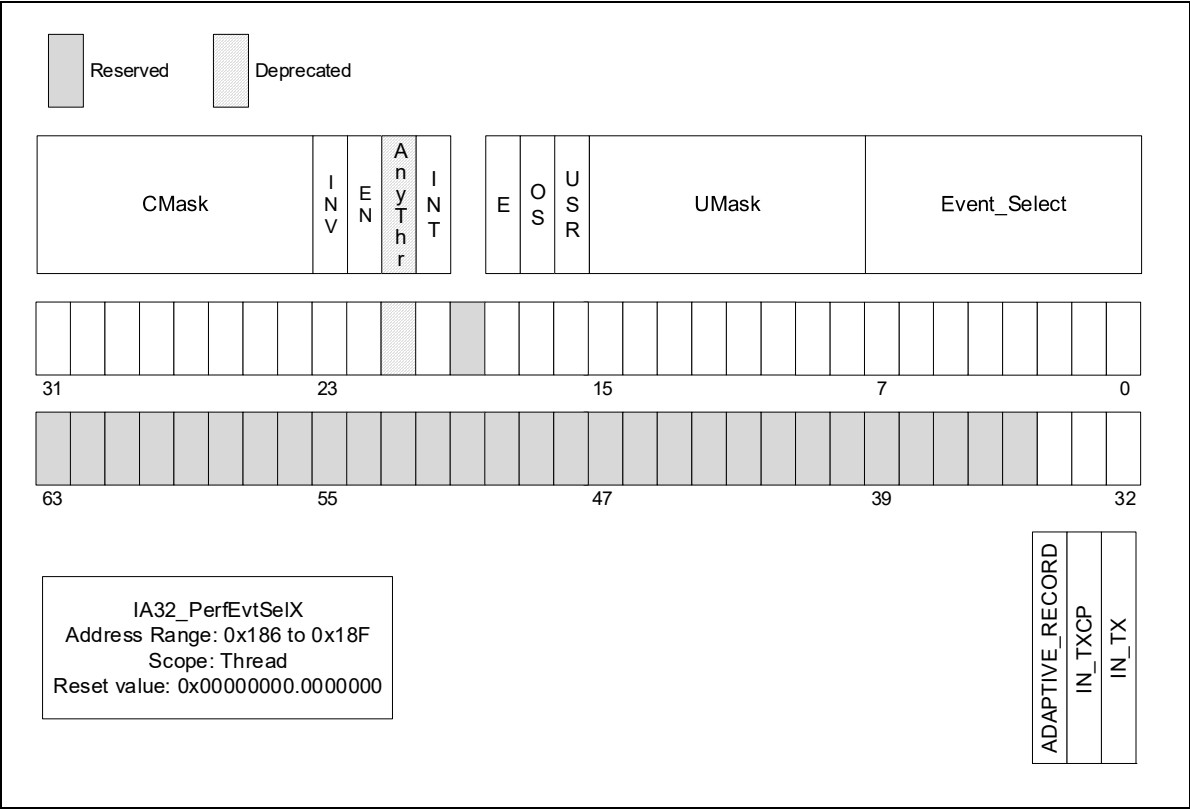 Reserved
Deprecated
CMask
INV
EN
AnyThr
INT
E
OS
USR
UMask
Event_Select
31 23 15 7 0
63 55 47 39 32
ADAPTIVE_RECORD
IN_TXCP
IN_TX
IA32_PerfEvtSelX
Address Range: 0x186 to 0x18F
Scope: Thread
Reset value: 0x00000000.0000000